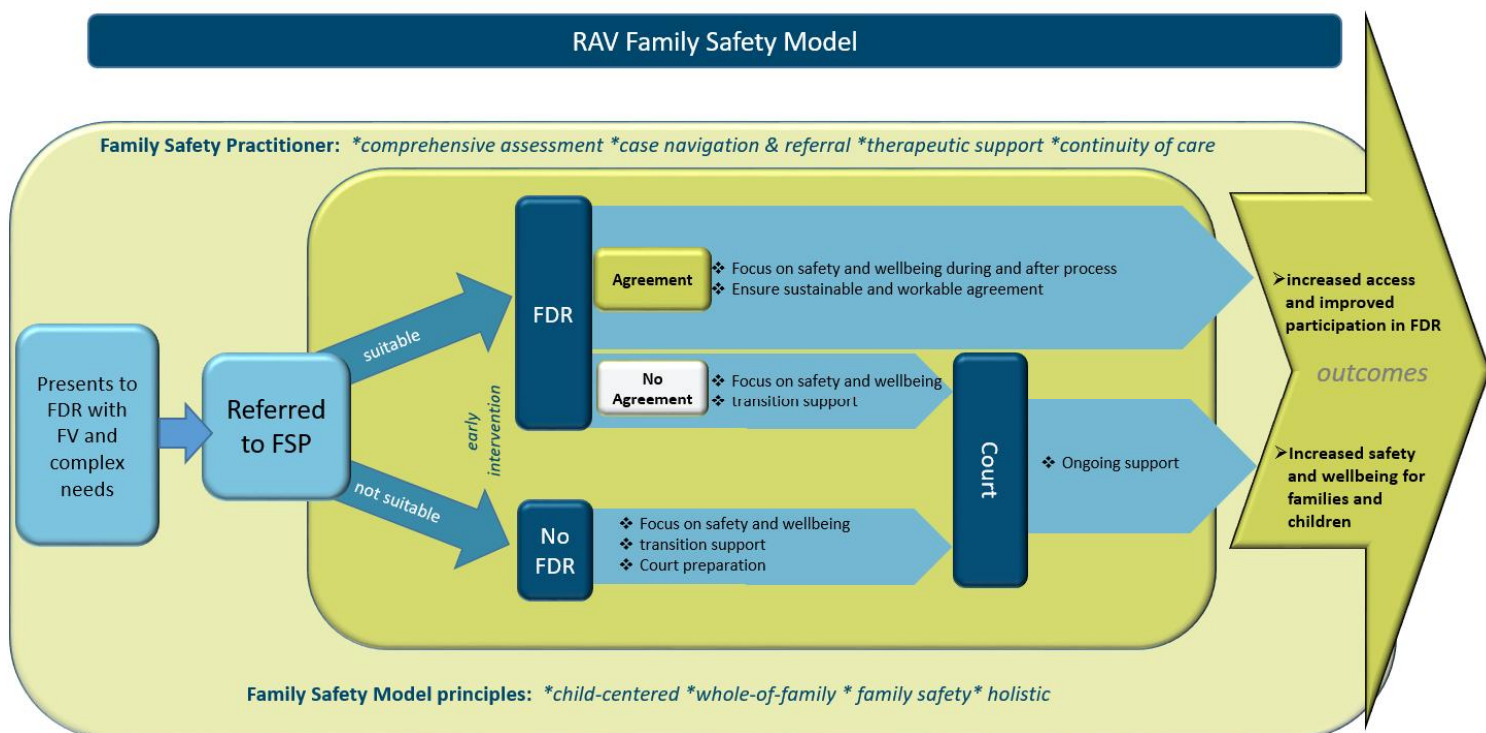 RAV Family Safety Model
Family Safety Practitioner: *comprehensive assessment *case navigation & referral *therapeutic support *continuity of care
Presents to
FDR with
FV and
complex
needs
Referred
to FSP
suitable
not suitable
early
intervention
FDR
Agreement
❖ Focus on safety and wellbeing during and after process
❖ Ensure sustainable and workable agreement
No
Agreement
❖ Focus on safety and wellbeing
❖ transition support
No
FDR
❖ Focus on safety and wellbeing
❖ transition support
❖ Court preparation
Court
❖ Ongoing support
➢increased access
and improved
participation in FDR
outcomes
➢Increased safety
and wellbeing for
families and
children
Family Safety Model principles: *child-centered *whole-of-family * family safety* holistic